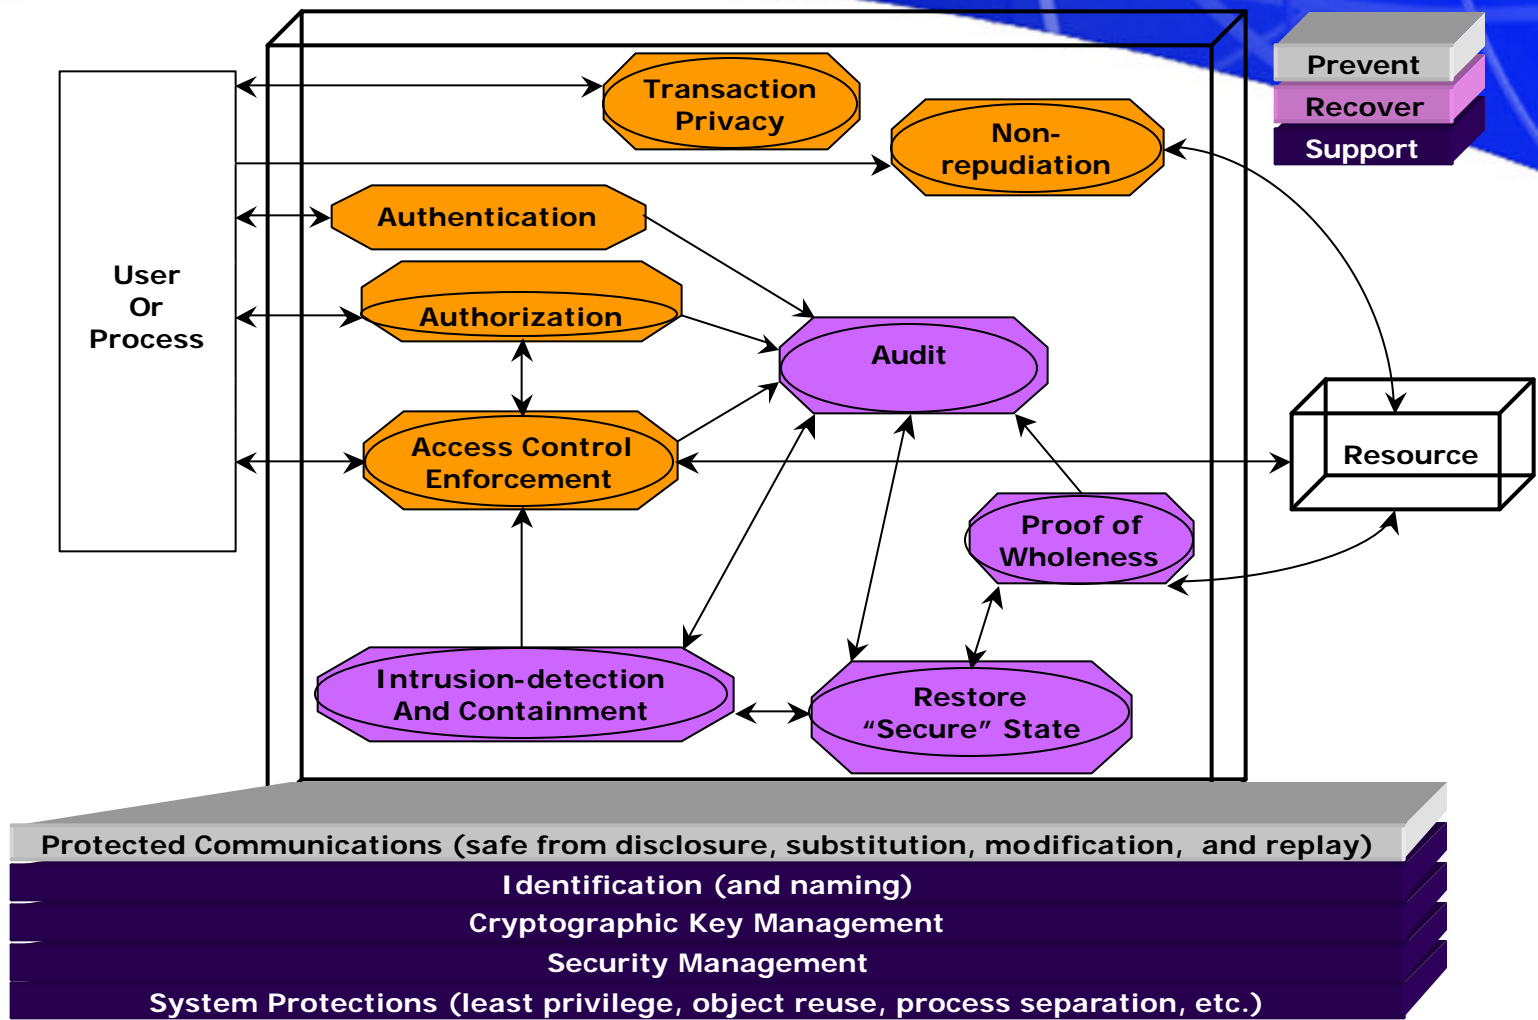 Prevent
Recover
Support
Transaction
Privacy
Non-
repudiation
Authentication
User
Or
Process
Authorization
Audit
Access Control
Enforcement
Resource
Proof of
Wholeness
Intrusion-detection
And Containment
Restore
“Secure” State
Protected Communications (safe from disclosure, substitution, modification, and replay)
Identification (and naming)
Cryptographic Key Management
Security Management
System Protections (least privilege, object reuse, process separation, etc.)